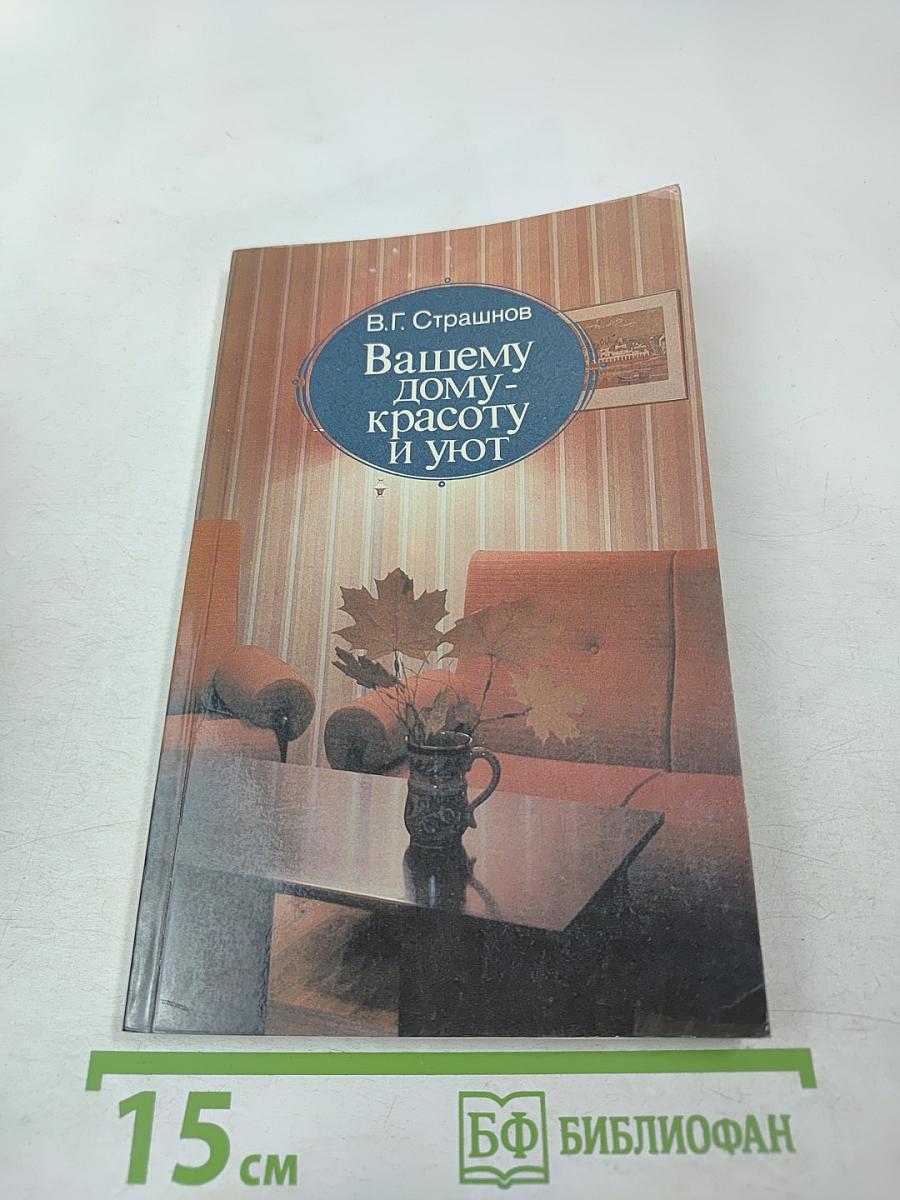 В.Г. Страшнов
Вашему
дому-
красоту
и уют
15 см
БФ БИБЛИОФАН